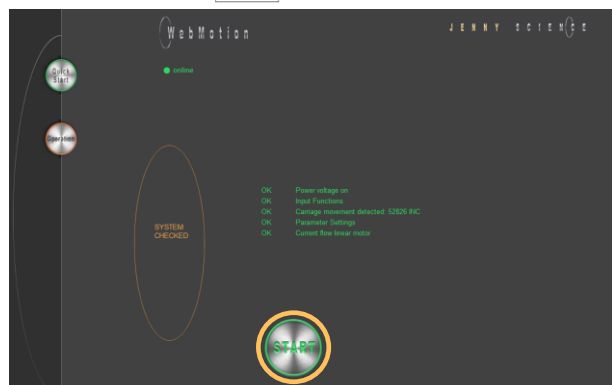 WebMotion
JENNY SCIENCE
Quick
Start
online
Operation
OK Power voltage on
OK Input Functions
OK Carriage movement detected: 52826 INC
OK Parameter Settings
OK Current flow linear motor
SYSTEM
CHECKED
START